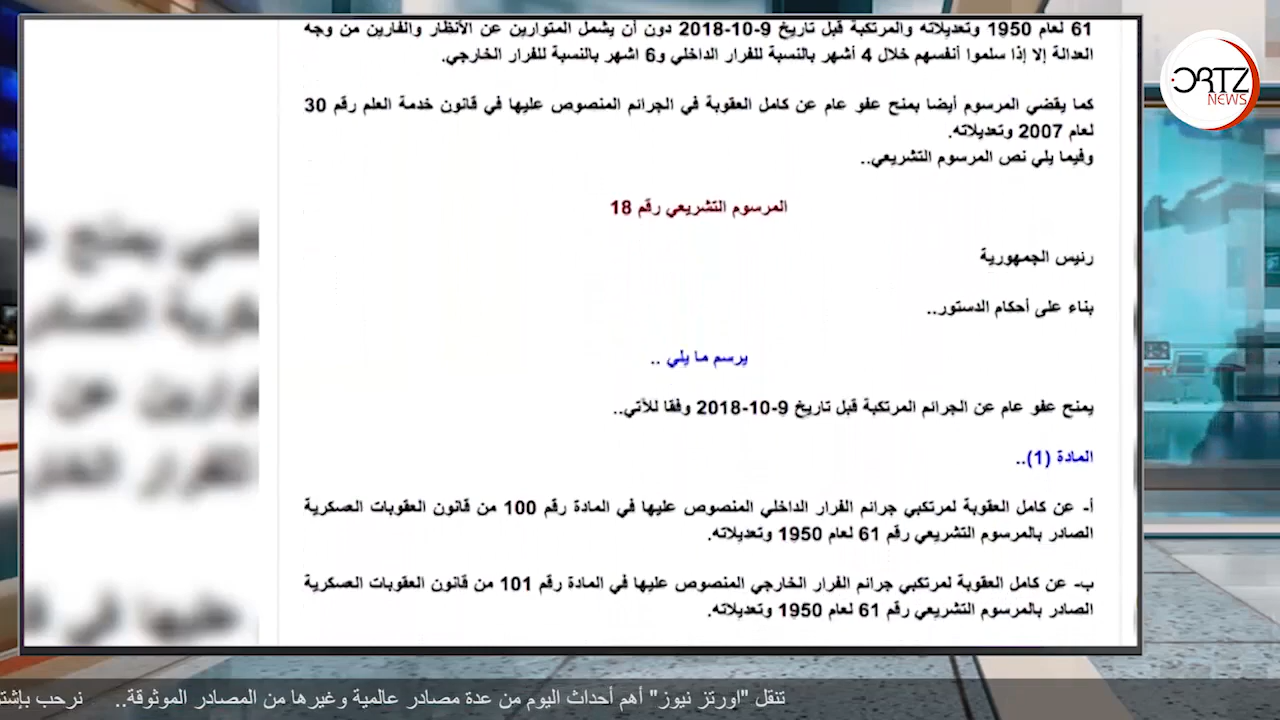 61 لعام 1950 وتعديلاته والمرتكبة قبل تاريخ 9-10-2018 دون أن يشمل المتوارين عن الأنظار والفارين من وجه
العدالة إلا إذا سلموا أنفسهم خلال 4 أشهر بالنسبة للفرار الداخلي و6 اشهر بالنسبة للفرار الخارجي.
كما يقضي المرسوم أيضا بمنح عفو عام عن كامل العقوبة في الجرائم المنصوص عليها في قانون خدمة العلم رقم 30
لعام 2007 وتعديلاته.
وفيما يلي نص المرسوم التشريعي..
المرسوم التشريعي رقم 18
رئيس الجمهورية
بناء على أحكام الدستور..
يرسم ما يلي ..
يمنح عفو عام عن الجرائم المرتكبة قبل تاريخ 9-10-2018 وفقا للآتي..
المادة (1)..
أ- عن كامل العقوبة لمرتكبي جرائم الفرار الداخلي المنصوص عليها في المادة رقم 100 من قانون العقوبات العسكرية
الصادر بالمرسوم التشريعي رقم 61 لعام 1950 وتعديلاته.
ب- عن كامل العقوبة لمرتكبي جرائم الفرار الخارجي المنصوص عليها في المادة رقم 101 من قانون العقوبات العسكرية
الصادر بالمرسوم التشريعي رقم 61 لعام 1950 وتعديلاته.
ORTZ
NEWS
تنقل "اورتز نيوز" أهم أحداث اليوم من عدة مصادر عالمية وغيرها من المصادر الموثوقة.. نرحب